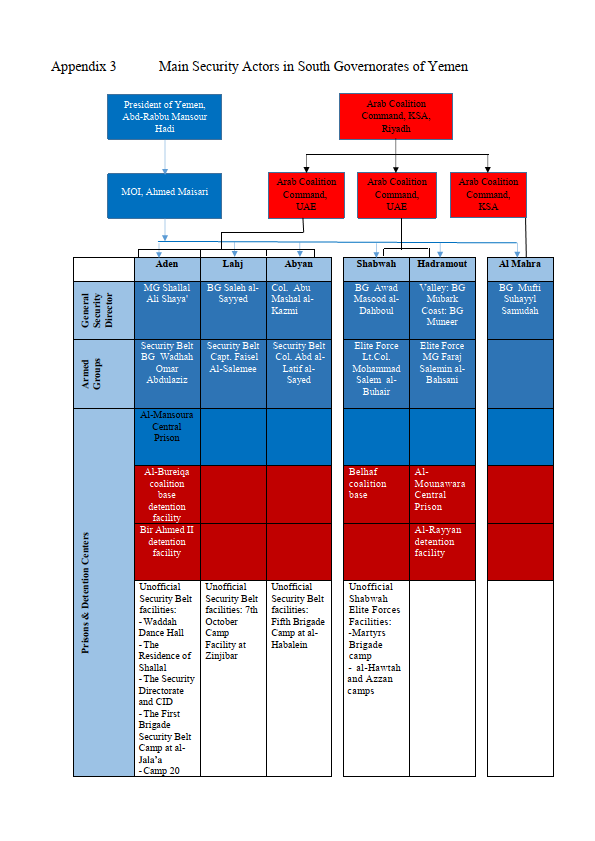 Appendix 3 Main Security Actors in South Governorates of Yemen
President of Yemen,
Abd-Rabbu Mansour
Hadi
Arab Coalition
Command, KSA,
Riyadh
MOI, Ahmed Maisari
Arab Coalition
Command,
UAE
Arab Coalition
Command,
UAE
Arab Coalition
Command,
KSA
Aden
Lahj
Abyan
Shabwah
Hadramout
Al Mahra
General
Security
Director
MG Shallal
Ali Shaya'
BG Saleh al-
Sayyed
Col. Abu
Mashal al-
Kazmi
BG Awad
Masood al-
Dahboul
Valley: BG
Mubark
Coast: BG
Muneer
BG Mufti
Suhayyl
Samudah
Armed
Groups
Security Belt
BG Wadhah
Omar
Abdulaziz
Security Belt
Capt. Faisel
Al-Salemee
Security Belt
Col. Abd al-
Latif al-
Sayed
Elite Force
Lt.Col.
Mohammad
Salem al-
Buhair
Elite Force
MG Faraj
Salemin al-
Bahsani
Prisons & Detention Centers
Al-Mansoura
Central
Prison
Al-Bureiqa
coalition
base
detention
facility
Belhaf
coalition
base
Al-
Mounawara
Central
Prison
Bir Ahmed II
detention
facility
Al-Rayyan
detention
facility
Unofficial
Security Belt
facilities:
- Waddah
Dance Hall
- The
Residence of
Shallal
- The Security
Directorate
and CID
- The First
Brigade
Security Belt
Camp at al-
Jala'a
- Camp 20
Unofficial
Security Belt
facilities: 7th
October
Camp
Facility at
Zinjibar
Unofficial
Security Belt
facilities:
Fifth Brigade
Camp at al-
Habalein
Unofficial
Shabwah
Elite Forces
Facilities:
-Martyrs
Brigade
camp
- al-Hawtah
and Azzan
camps